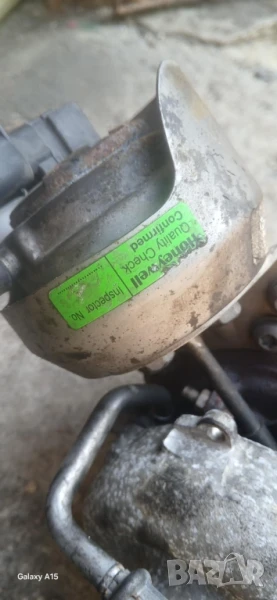 Honeywell
Quality Check
Confirmed
Inspector No
Galaxy A15
BAZAR